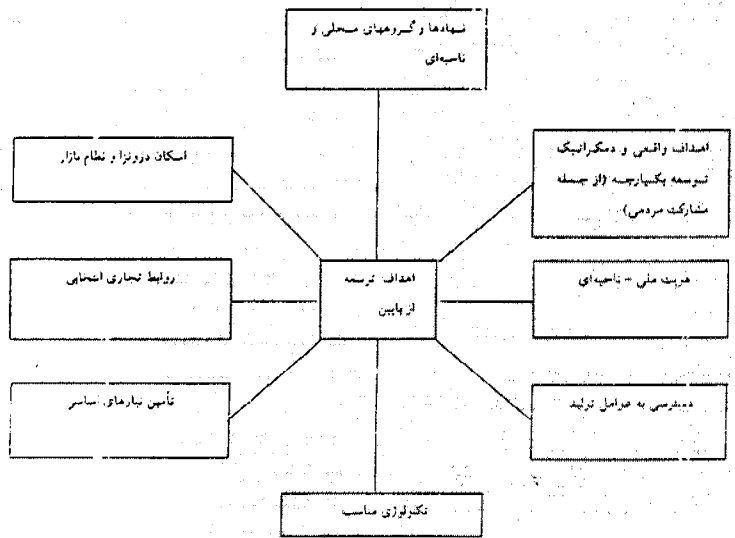 نهادها و گروههای محلی و
ناحیه‌ای
اهداف واقعی و دمکراتیک
توسعه یکپارچه (از جمله
مشارکت مردمی)
اسکان درونزا و نظام بازار
اهداف توسعه
از پایین
هویت ملی - ناحیه‌ای
روابط تجاری انتخابی
دسترسی به عوامل تولید
تأمین نیازهای اساسی
تکنولوژی مناسب